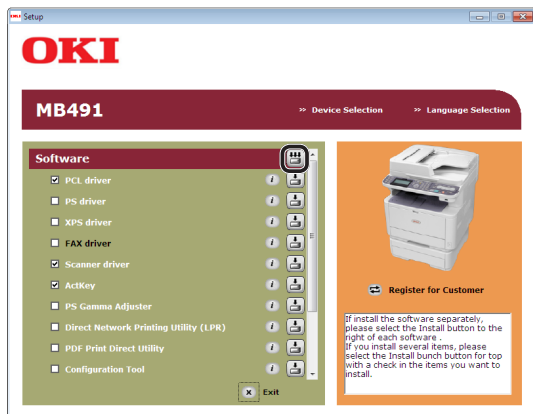 OKI Setup
OKI
MB491
>> Device Selection
>> Language Selection
Software
PCL driver
PS driver
XPS driver
FAX driver
Scanner driver
ActKey
PS Gamma Adjuster
Direct Network Printing Utility (LPR)
PDF Print Direct Utility
Configuration Tool
x Exit
Register for Customer
If install the software separately,
please select the Install button to the
right of each software .
If you install several items, please
select the Install bunch button for top
with a check in the items you want to
install.